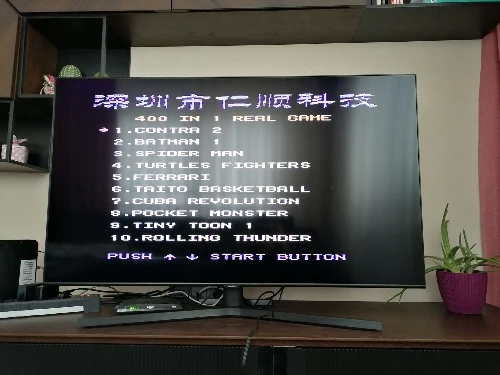 深圳市仁顺科技
400 IN 1 REAL GAME
1.CONTRA 2
2.BATMAN 1
3.SPIDER MAN
4.TURTLES FIGHTERS
5.FERRARI
6.TAITO BASKETBALL
7.CUBA REVOLUTION
8.POCKET MONSTER
9.TINY TOON 1
10.ROLLING THUNDER
PUSH ↑ ↓ START BUTTON